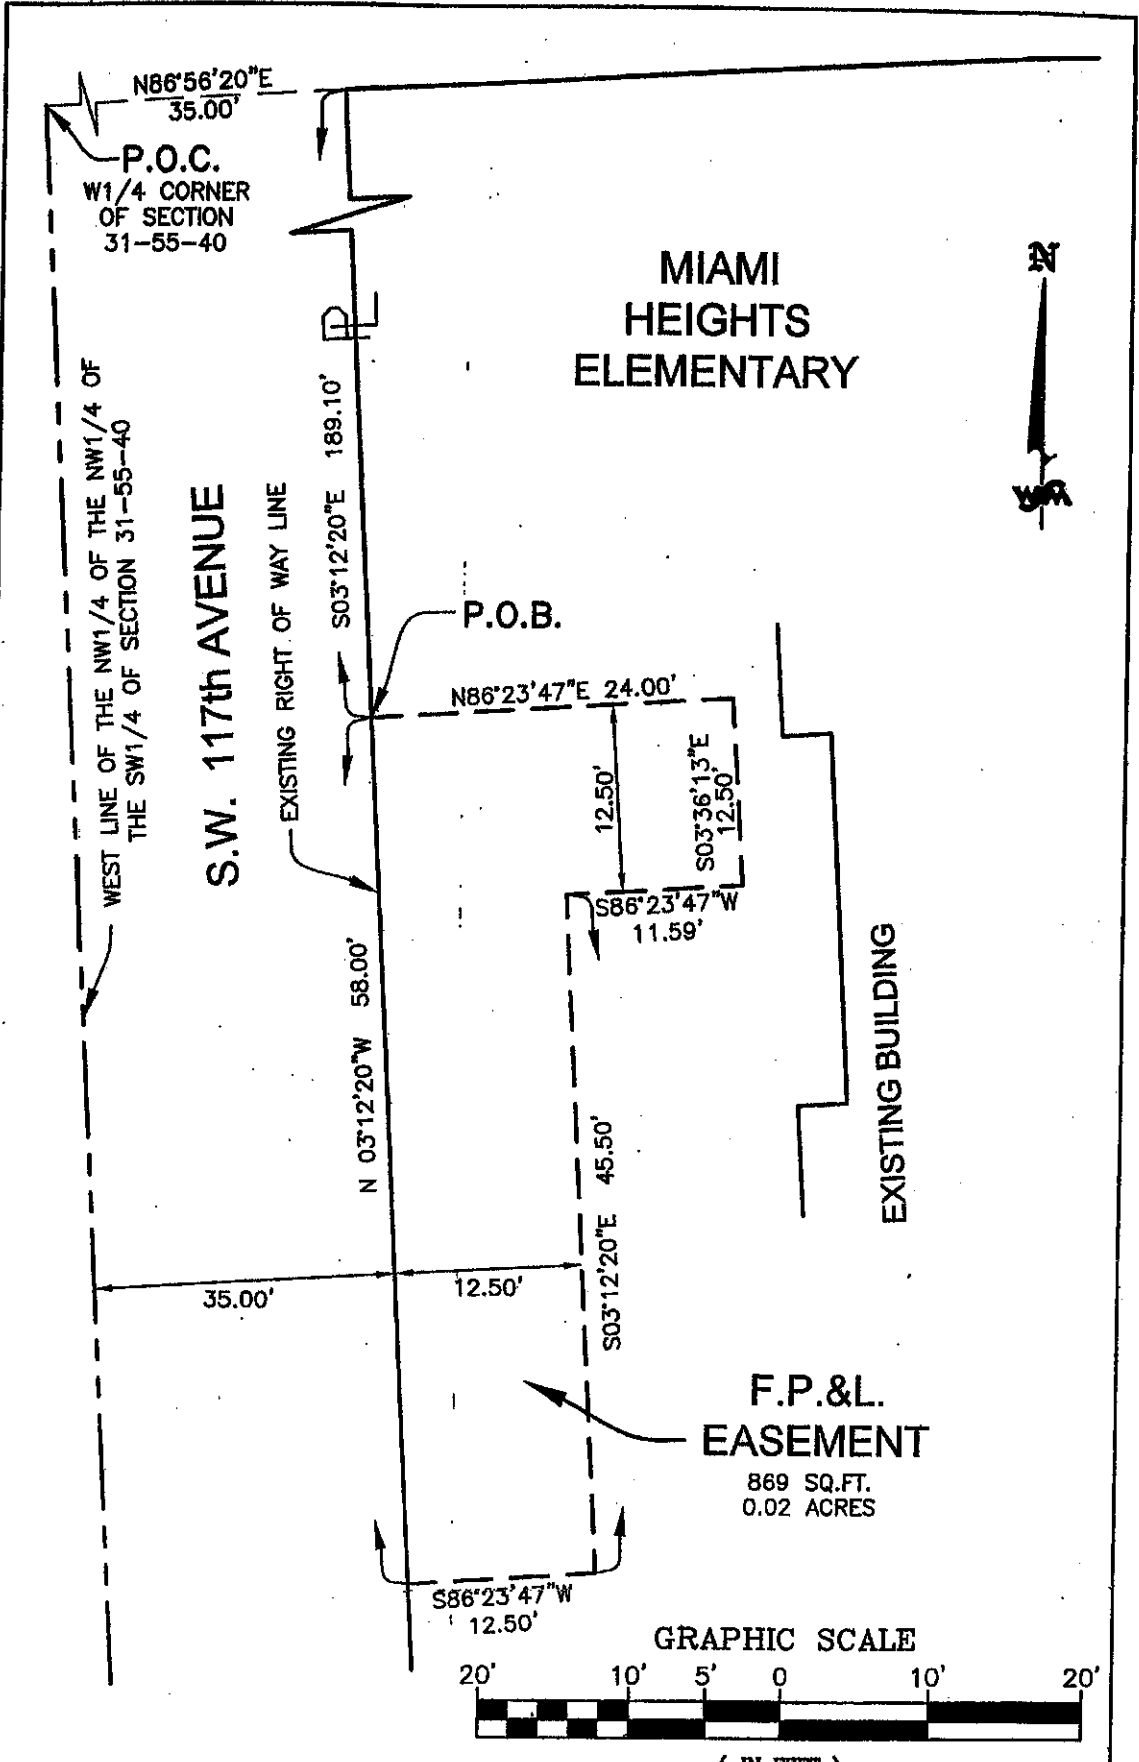 N86°56'20"E
35.00'
P.O.C.
W1/4 CORNER
OF SECTION
31-55-40
MIAMI
HEIGHTS
ELEMENTARY
N
PL
S03°12'20"E 189.10'
WEST LINE OF THE NW1/4 OF THE NW1/4 OF
THE SW1/4 OF SECTION 31-55-40
S.W. 117th AVENUE
EXISTING RIGHT OF WAY LINE
P.O.B.
N86°23'47"E 24.00'
12.50'
S03°36'13"E
12.50'
S86°23'47"W
11.59'
N 03°12'20"W 58.00'
S03°12'20"E 45.50'
EXISTING BUILDING
35.00'
12.50'
F.P.&L.
EASEMENT
869 SQ.FT.
0.02 ACRES
S86°23'47"W
12.50'
GRAPHIC SCALE
20' 10' 5' 0 10' 20'